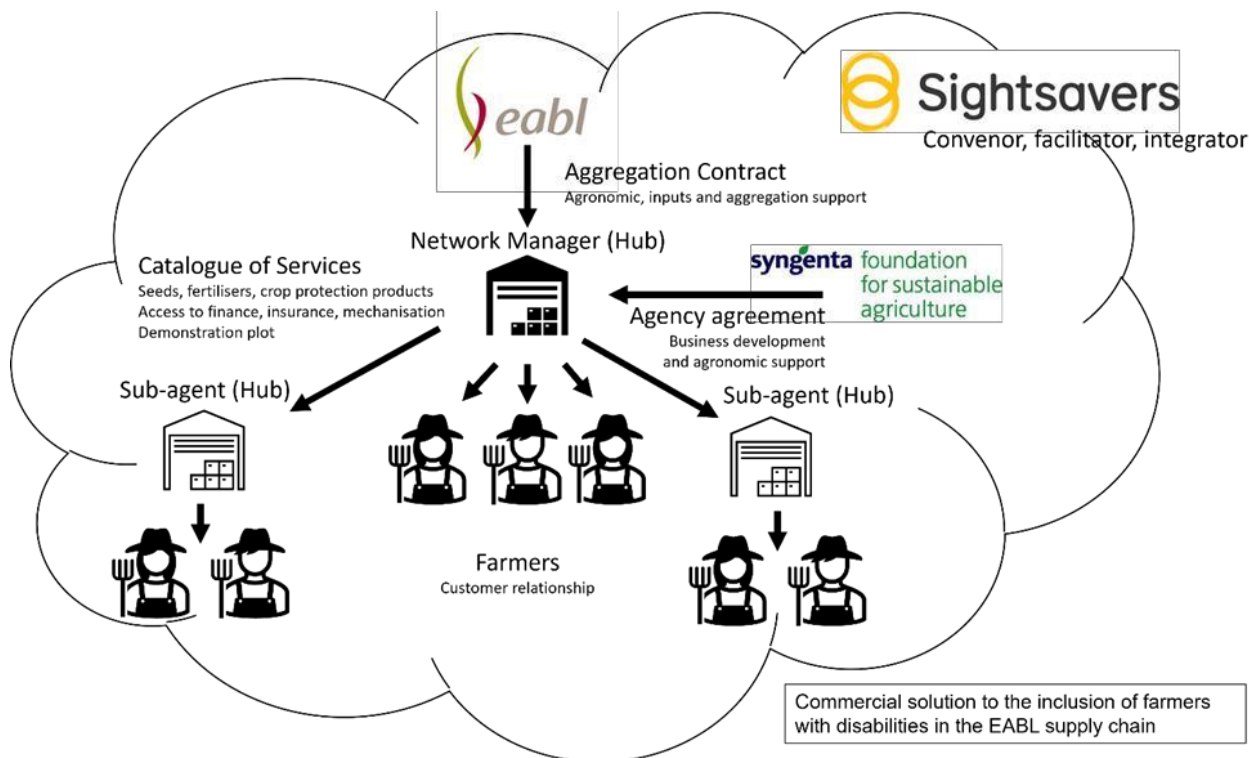 eabl
Sightsavers
Convenor, facilitator, integrator
Aggregation Contract
Agronomic, inputs and aggregation support
Network Manager (Hub)
Catalogue of Services
Seeds, fertilisers, crop protection products
Access to finance, insurance, mechanisation
Demonstration plot
syngenta foundation
for sustainable
agriculture
Agency agreement
Business development
and agronomic support
Sub-agent (Hub)
Sub-agent (Hub)
Farmers
Customer relationship
Commercial solution to the inclusion of farmers
with disabilities in the EABL supply chain